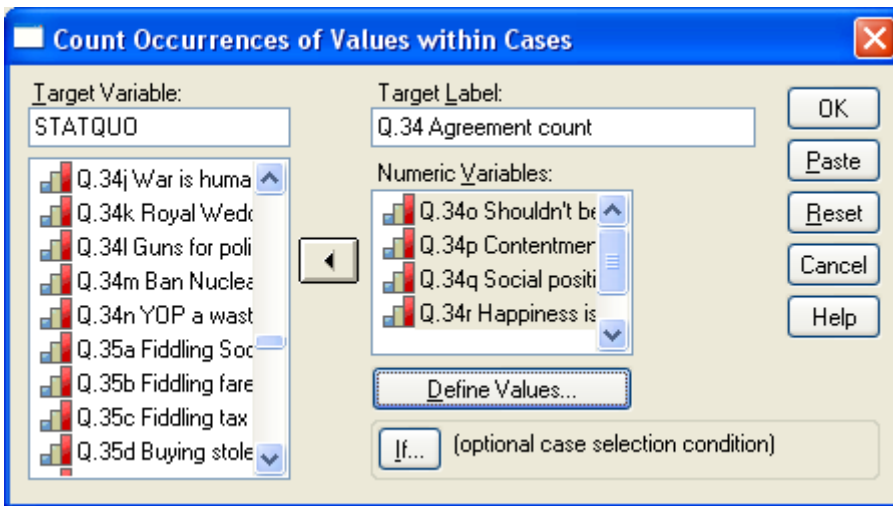 Count Occurrences of Values within Cases
Target Variable:
STATQUO
Q.34j War is huma
Q.34k Royal Wedd
Q.34l Guns for poli
Q.34m Ban Nuclea
Q.34n YOP a wast
Q.35a Fiddling Soc
Q.35b Fiddling fare
Q.35c Fiddling tax
Q.35d Buying stole
Target Label:
Q.34 Agreement count
Numeric Variables:
Q.34o Shouldn't be
Q.34p Contentmen
Q.34q Social positi
Q.34r Happiness is
Define Values...
If... (optional case selection condition)
OK
Paste
Reset
Cancel
Help